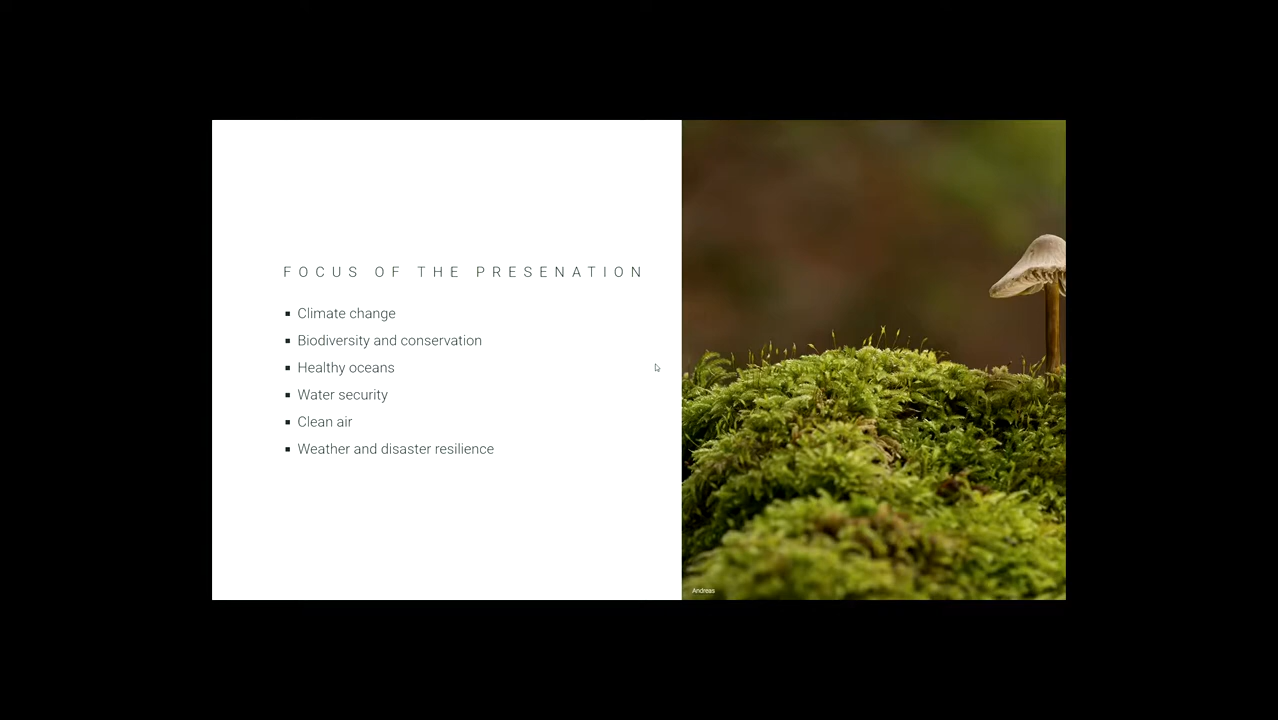 FOCUS OF THE PRESENATION
▪ Climate change
▪ Biodiversity and conservation
▪ Healthy oceans
▪ Water security
▪ Clean air
▪ Weather and disaster resilience
Andreas